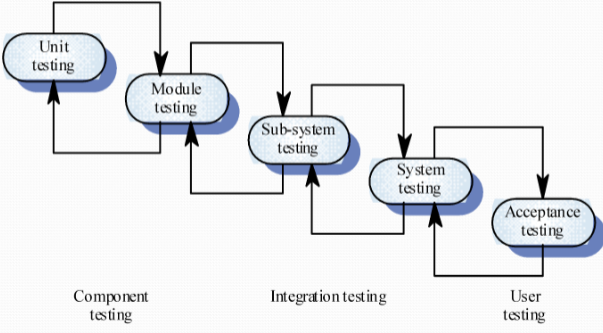 Unit
testing
Module
testing
Sub-system
testing
System
testing
Acceptance
testing
Component
testing
Integration testing
User
testing